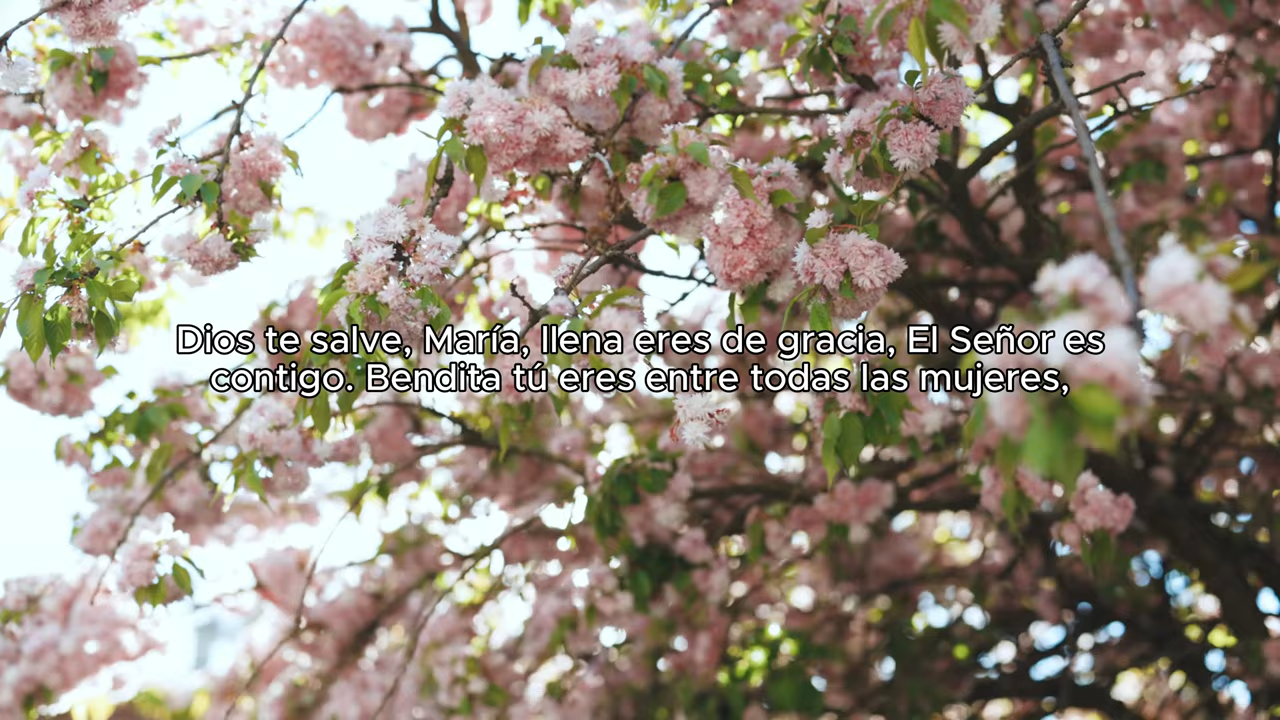 Dios te salve, María, llena eres de gracia, El Señor es
contigo. Bendita tú eres entre todas las mujeres,